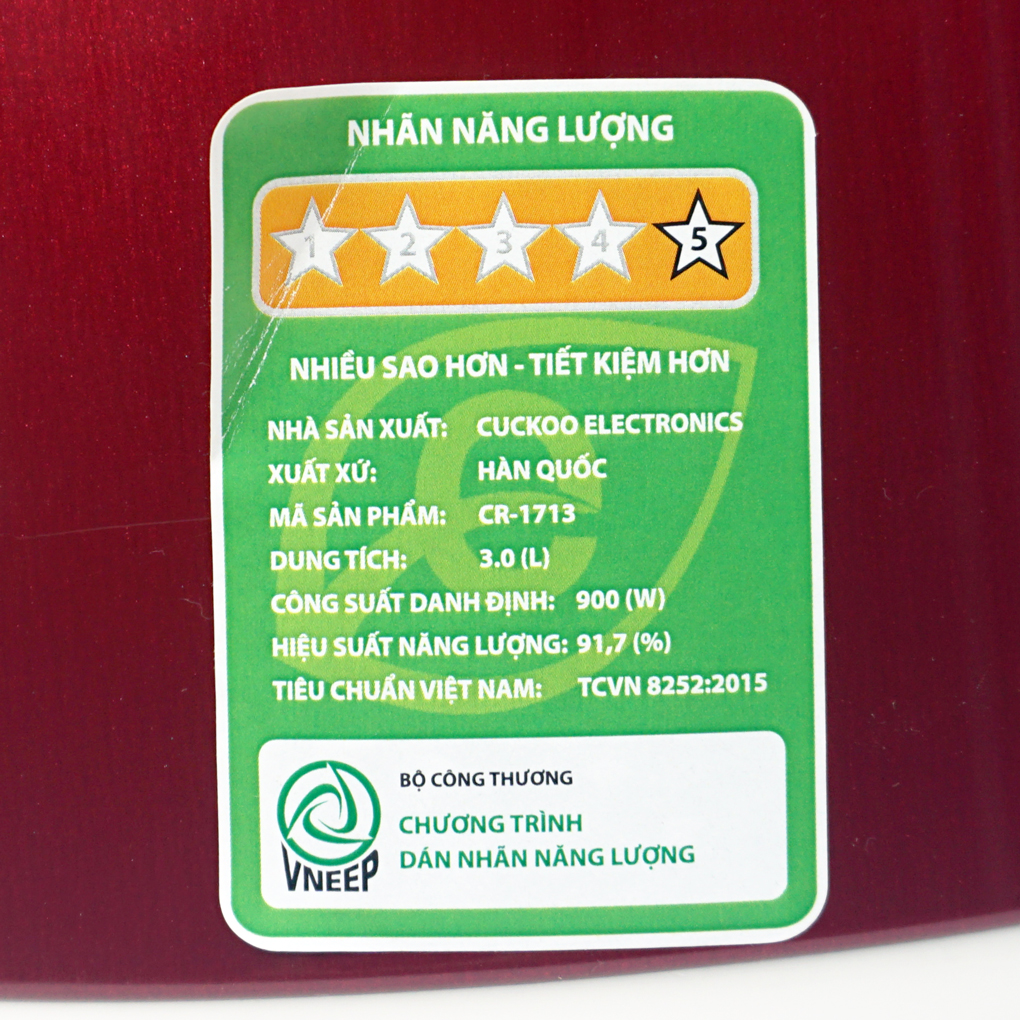 NHÃN NĂNG LƯỢNG
1 2 3 4 5
NHIỀU SAO HƠN - TIẾT KIỆM HƠN
NHÀ SẢN XUẤT: CUCKOO ELECTRONICS
XUẤT XỨ: HÀN QUỐC
MÃ SẢN PHẨM: CR-1713
DUNG TÍCH: 3.0 (L)
CÔNG SUẤT DANH ĐỊNH: 900 (W)
HIỆU SUẤT NĂNG LƯỢNG: 91,7 (%)
TIÊU CHUẨN VIỆT NAM: TCVN 8252:2015
BỘ CÔNG THƯƠNG
CHƯƠNG TRÌNH
DÁN NHÃN NĂNG LƯỢNG
VNEEP